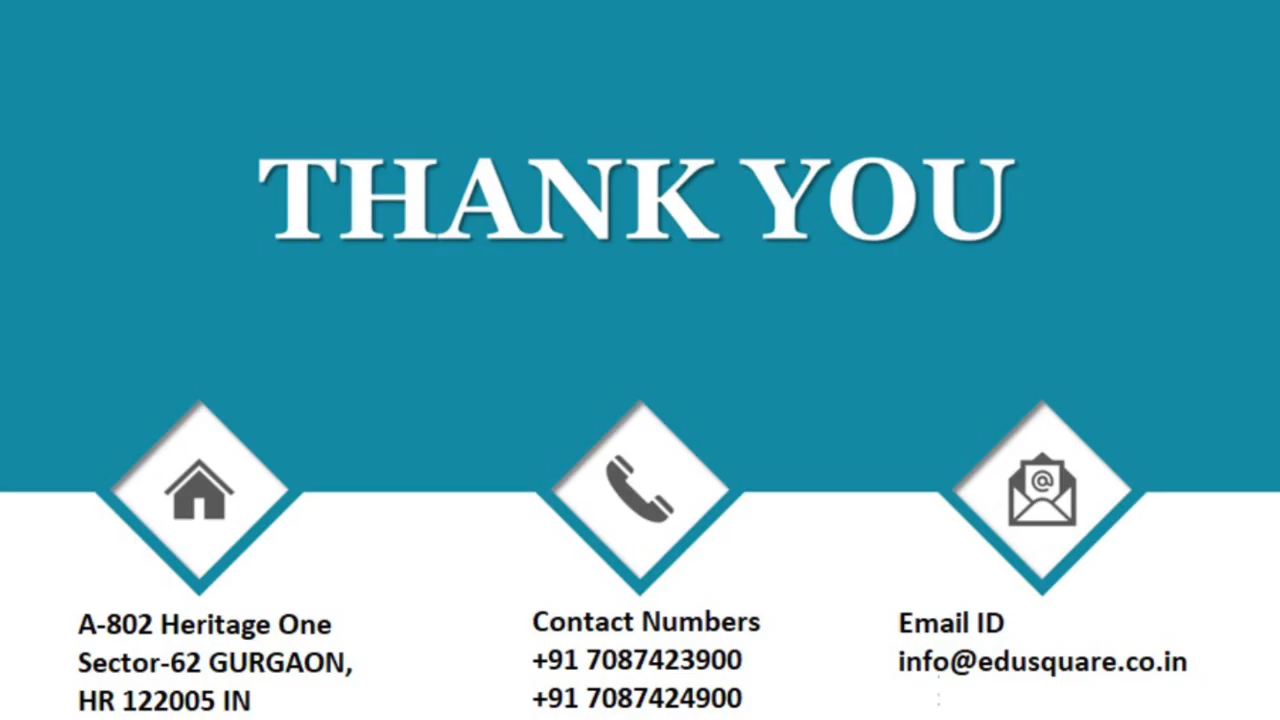 THANK YOU
A-802 Heritage One
Sector-62 GURGAON,
HR 122005 IN
Contact Numbers
+91 7087423900
+91 7087424900
Email ID
info@edusquare.co.in